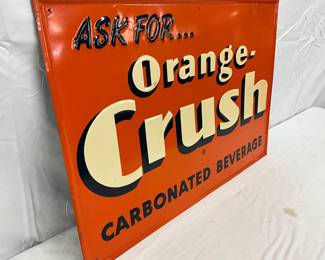 ASK FOR...
Orange-
Crush
CARBONATED BEVERAGE